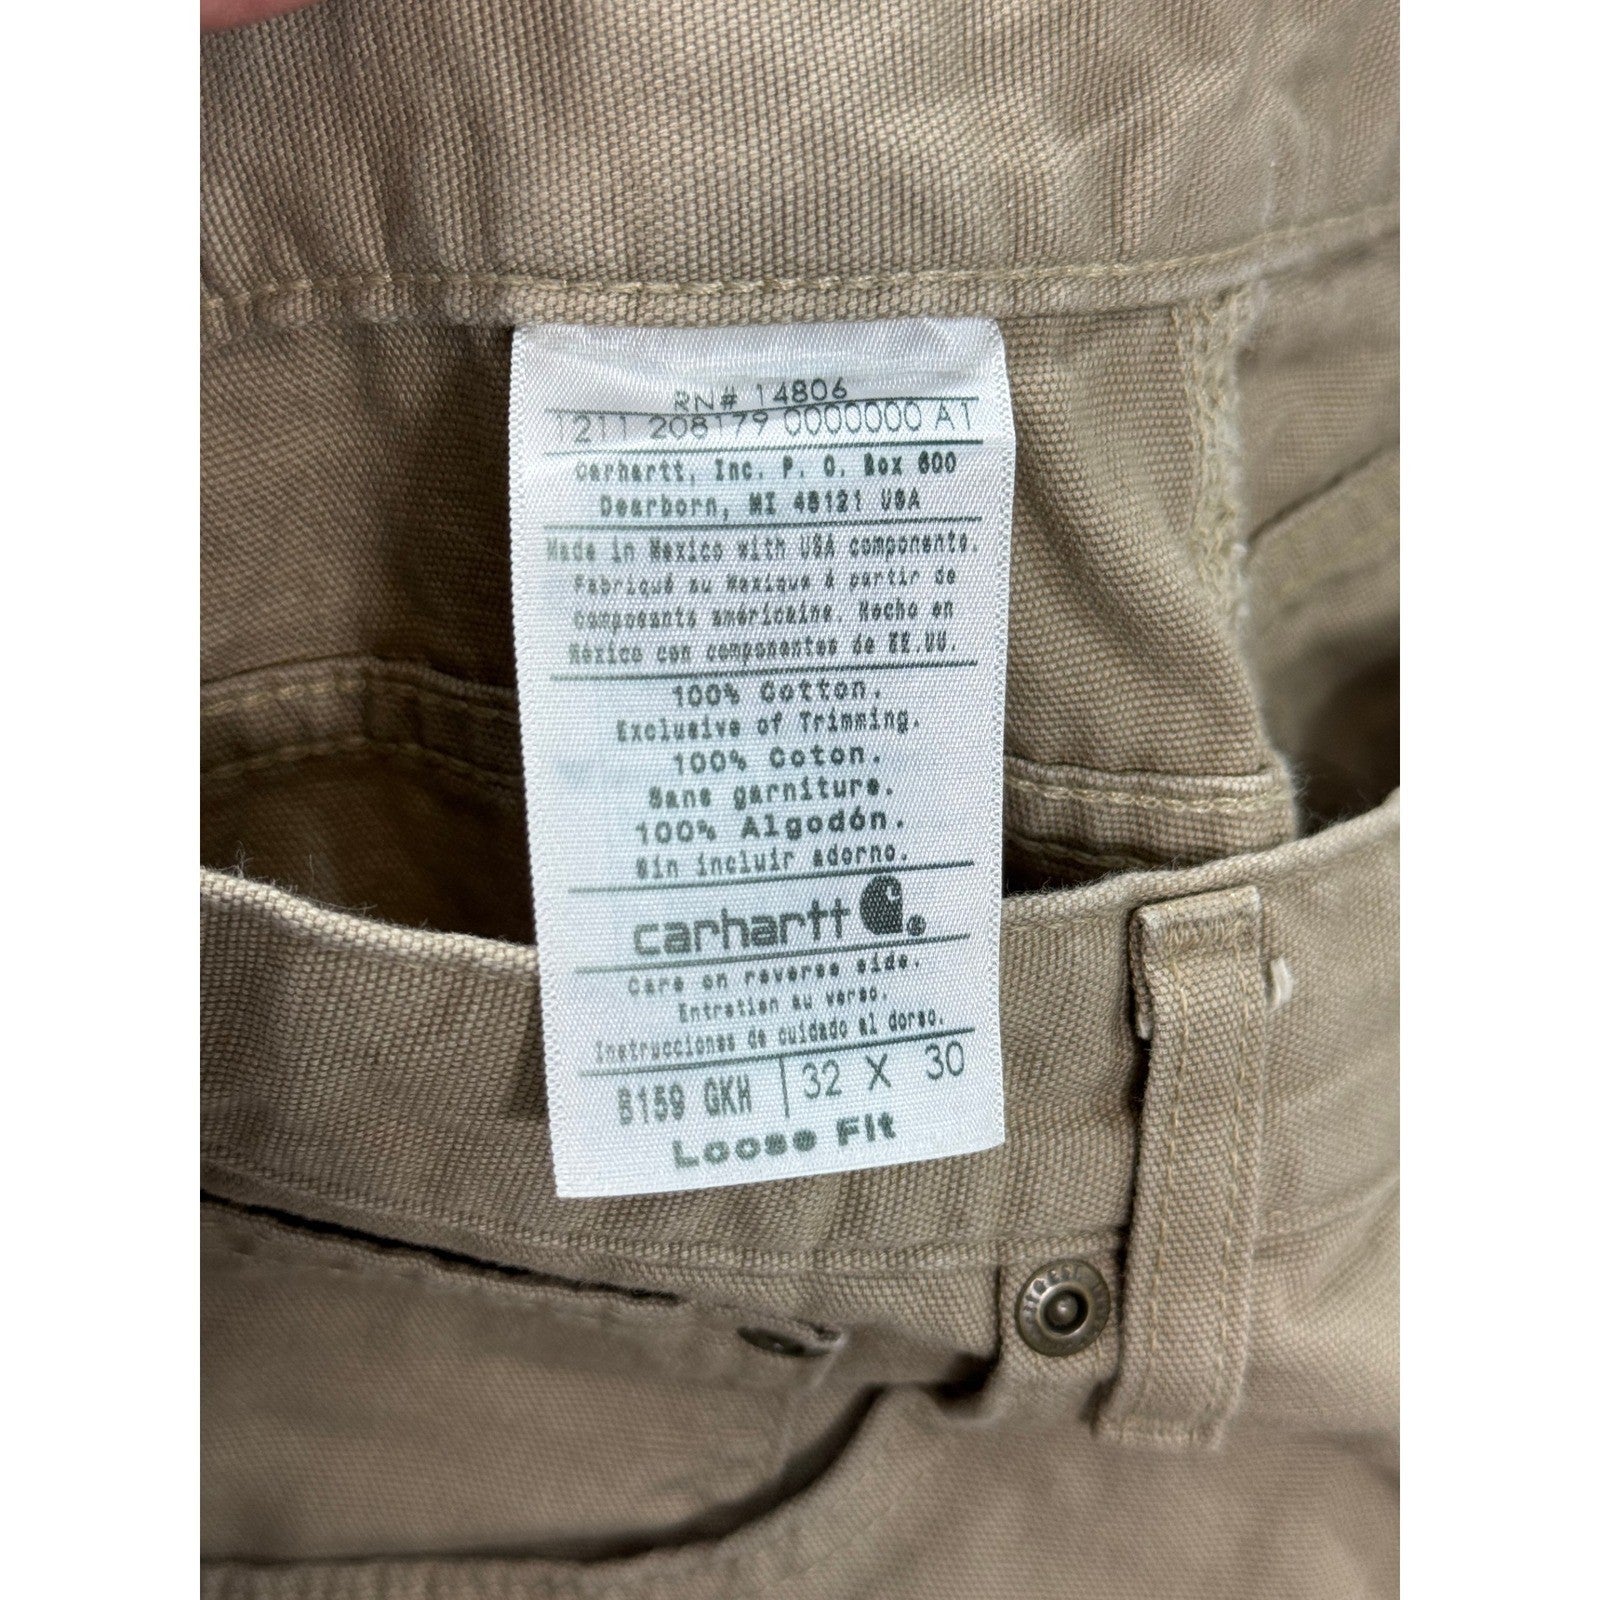 RN# 14806
1211 208179 0000000 A1
Carhartt, Inc. P. O. Box 600
Dearborn, MI 48121 USA
Made in Mexico with USA components.
Fabriqué au Mexique à partir de
composants américains. Hecho en
México con componentes de EE.UU.
100% Cotton.
Exclusive of Trimming.
100% Coton.
Sans garniture.
100% Algodón.
Sin incluir adorno.
carhartt ®
Care on reverse side.
Entretien au verso.
Instrucciones de cuidado al dorso.
B159 GKH 32 X 30
Loose Fit